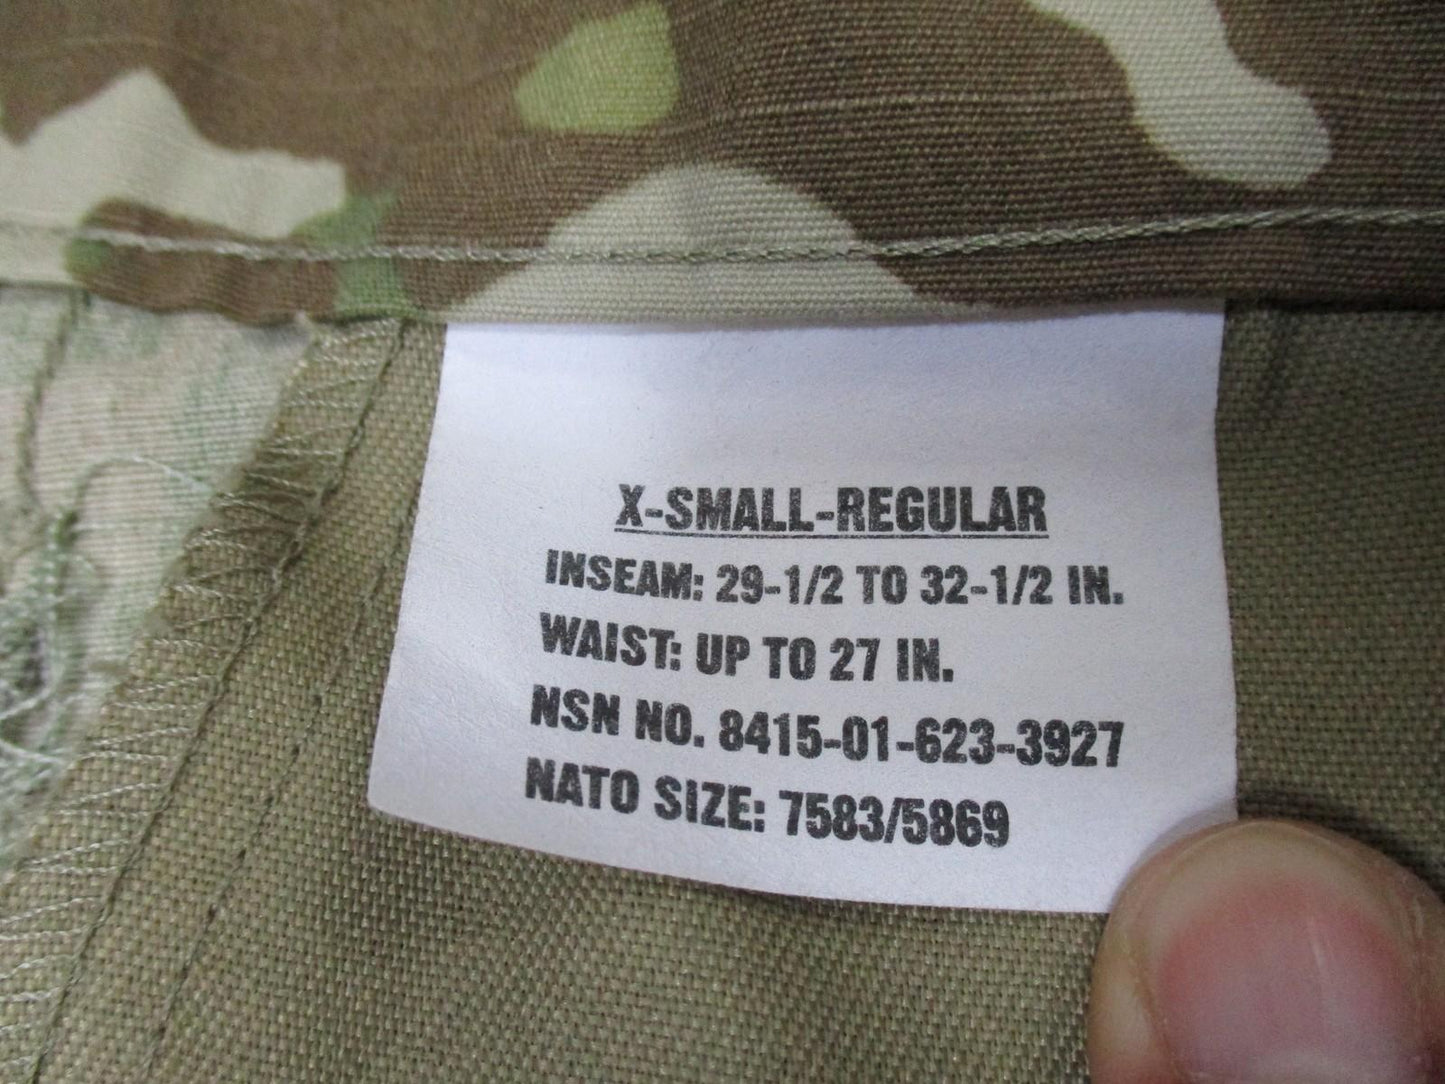 X-SMALL-REGULAR
INSEAM: 29-1/2 TO 32-1/2 IN.
WAIST: UP TO 27 IN.
NSN NO. 8415-01-623-3927
NATO SIZE: 7583/5869